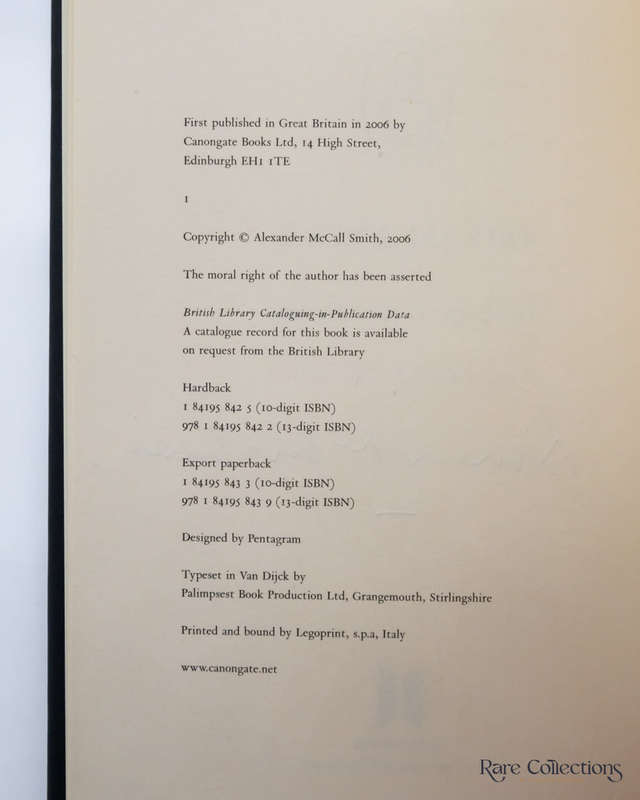 First published in Great Britain in 2006 by
Canongate Books Ltd, 14 High Street,
Edinburgh EH1 1TE
1
Copyright © Alexander McCall Smith, 2006
The moral right of the author has been asserted
British Library Cataloguing-in-Publication Data
A catalogue record for this book is available
on request from the British Library
Hardback
1 84195 842 5 (10-digit ISBN)
978 1 84195 842 2 (13-digit ISBN)
Export paperback
1 84195 843 3 (10-digit ISBN)
978 1 84195 843 9 (13-digit ISBN)
Designed by Pentagram
Typeset in Van Dijck by
Palimpsest Book Production Ltd, Grangemouth, Stirlingshire
Printed and bound by Legoprint, s.p.a, Italy
www.canongate.net
Rare Collections